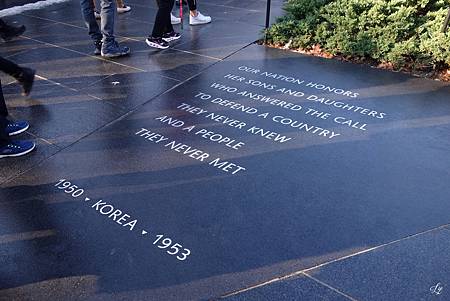 OUR NATION HONORS
HER SONS AND DAUGHTERS
WHO ANSWERED THE CALL
TO DEFEND A COUNTRY
THEY NEVER KNEW
AND A PEOPLE
THEY NEVER MET
1950 ▾ KOREA ▾ 1953